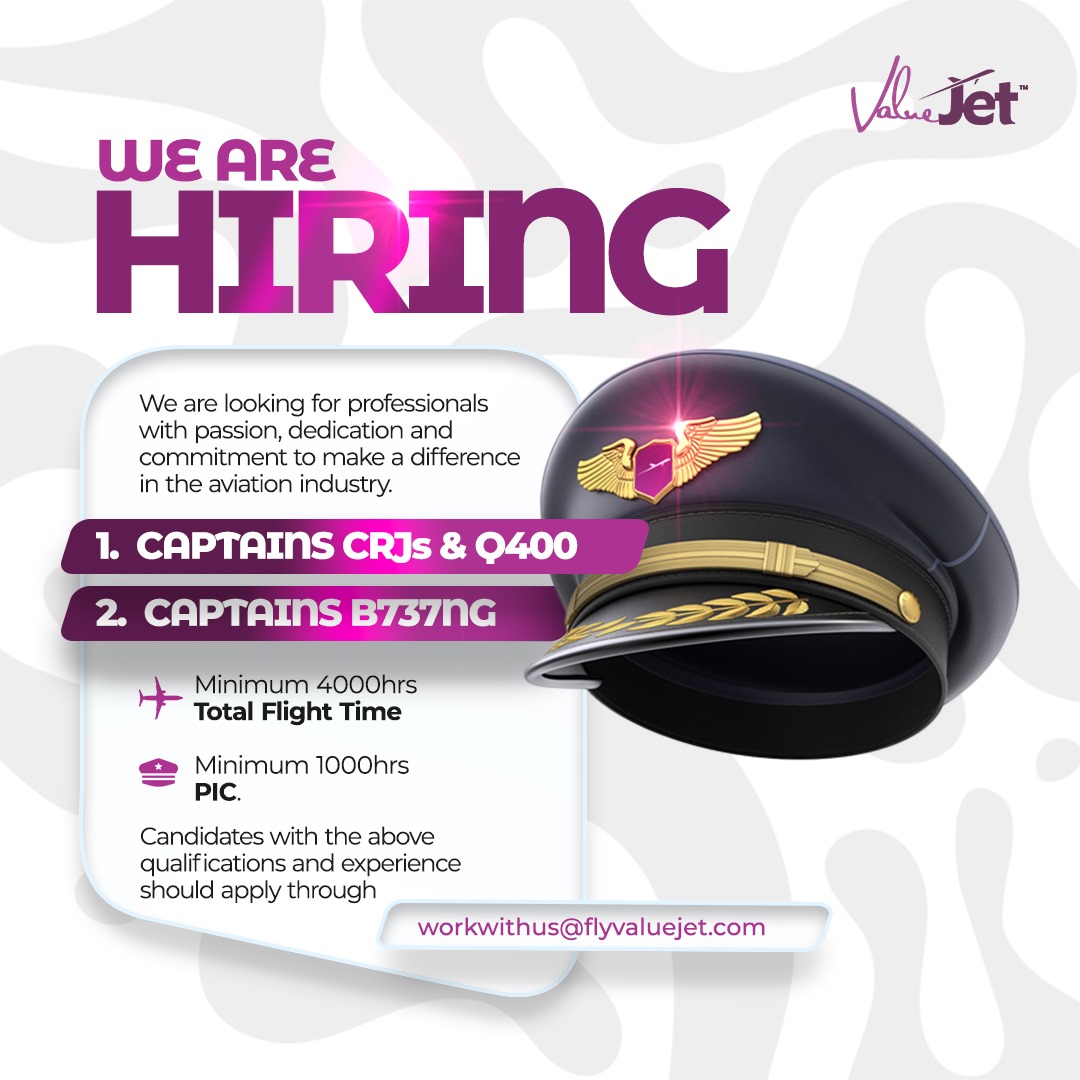 Value Jet™
WE ARE
HIRING
We are looking for professionals
with passion, dedication and
commitment to make a difference
in the aviation industry.
1. CAPTAINS CRJs & Q400
2. CAPTAINS B737NG
Minimum 4000hrs
Total Flight Time
Minimum 1000hrs
PIC.
Candidates with the above
qualifications and experience
should apply through
workwithus@flyvaluejet.com